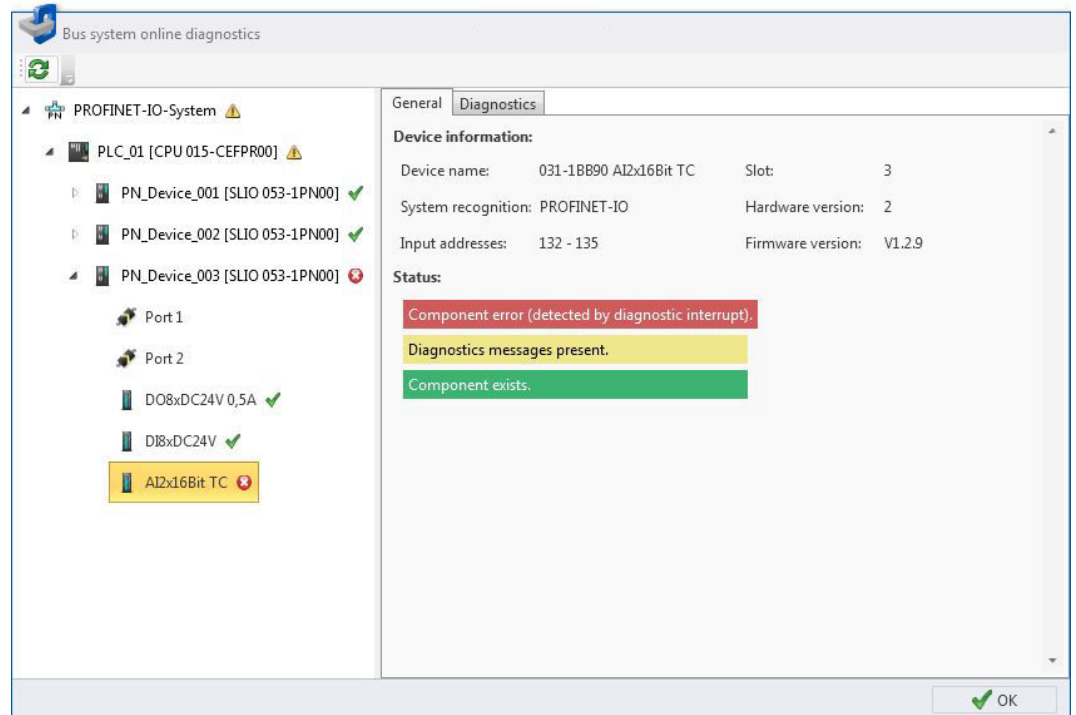 Bus system online diagnostics
PROFINET-IO-System
PLC_01 [CPU 015-CEFPR00]
PN_Device_001 [SLIO 053-1PN00]
PN_Device_002 [SLIO 053-1PN00]
PN_Device_003 [SLIO 053-1PN00]
Port 1
Port 2
DO8xDC24V 0,5A
DI8xDC24V
AI2x16Bit TC
General Diagnostics
Device information:
Device name: 031-1BB90 AI2x16Bit TC Slot: 3
System recognition: PROFINET-IO Hardware version: 2
Input addresses: 132 - 135 Firmware version: V1.2.9
Status:
Component error (detected by diagnostic interrupt).
Diagnostics messages present.
Component exists.
OK